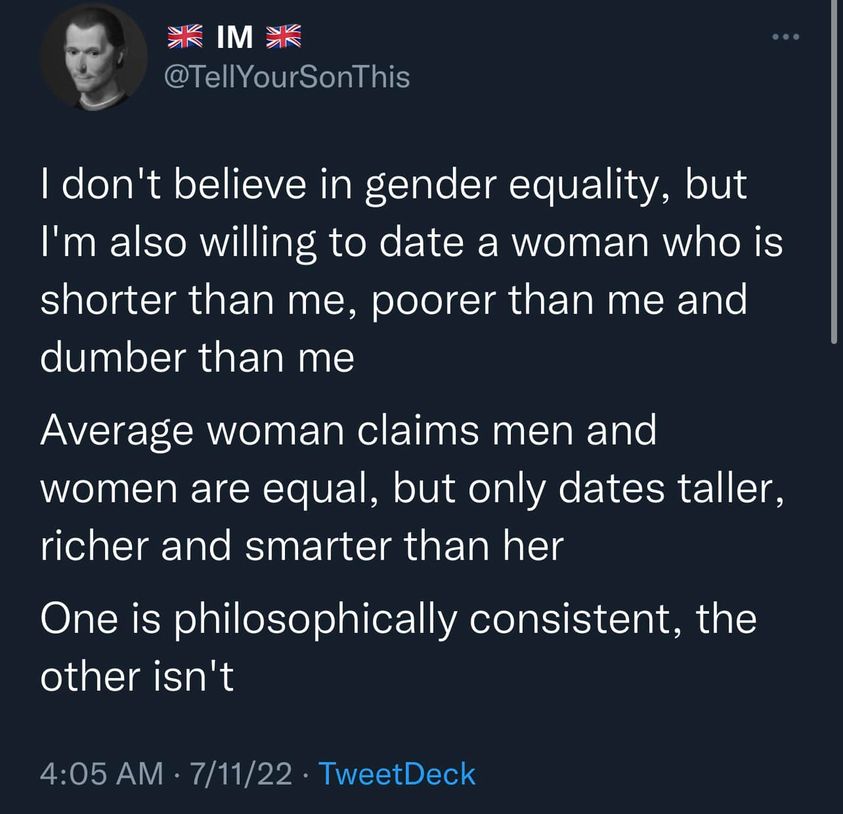 🇬🇧 IM 🇬🇧
@TellYourSonThis
I don't believe in gender equality, but
I'm also willing to date a woman who is
shorter than me, poorer than me and
dumber than me
Average woman claims men and
women are equal, but only dates taller,
richer and smarter than her
One is philosophically consistent, the
other isn't
4:05 AM · 7/11/22 · TweetDeck